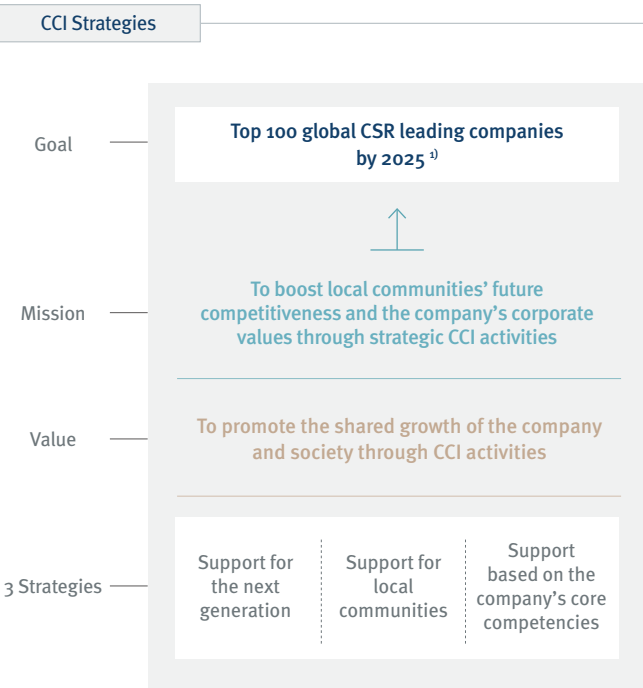 CCI Strategies
Goal
Top 100 global CSR leading companies
by 2025 1)
Mission
To boost local communities’ future
competitiveness and the company’s corporate
values through strategic CCI activities
Value
To promote the shared growth of the company
and society through CCI activities
3 Strategies
Support for
the next
generation
Support for
local
communities
Support
based on the
company’s core
competencies